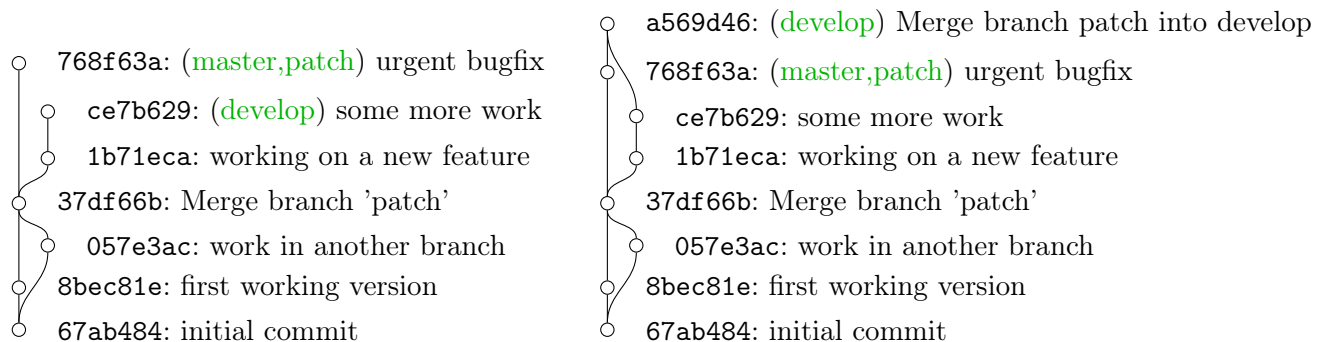 768f63a: (master,patch) urgent bugfix
ce7b629: (develop) some more work
1b71eca: working on a new feature
37df66b: Merge branch ’patch’
057e3ac: work in another branch
8bec81e: first working version
67ab484: initial commit
a569d46: (develop) Merge branch patch into develop
768f63a: (master,patch) urgent bugfix
ce7b629: some more work
1b71eca: working on a new feature
37df66b: Merge branch ’patch’
057e3ac: work in another branch
8bec81e: first working version
67ab484: initial commit